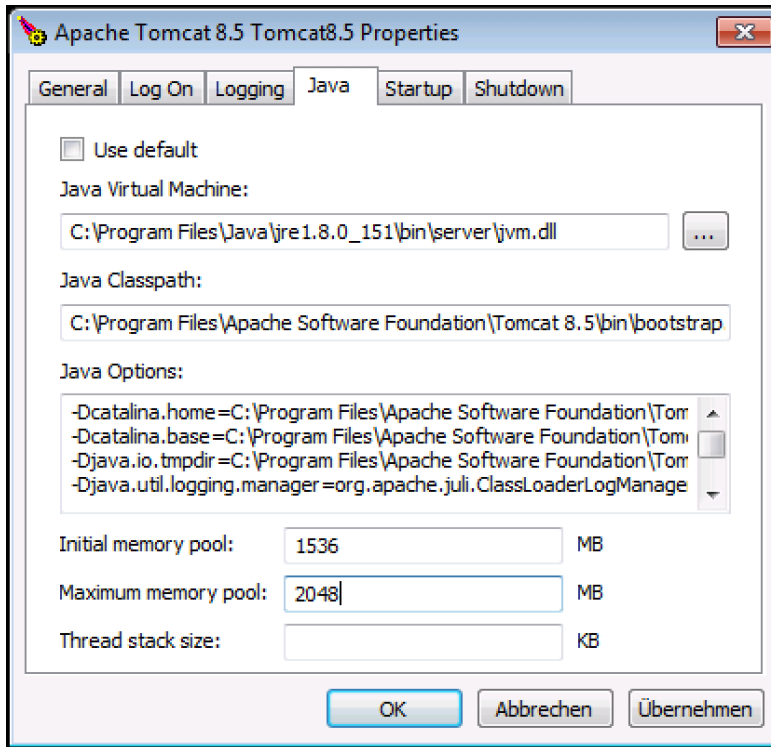 Apache Tomcat 8.5 Tomcat8.5 Properties
General Log On Logging Java Startup Shutdown
Use default
Java Virtual Machine:
C:\Program Files\Java\jre1.8.0_151\bin\server\jvm.dll
...
Java Classpath:
C:\Program Files\Apache Software Foundation\Tomcat 8.5\bin\bootstrap
Java Options:
-Dcatalina.home=C:\Program Files\Apache Software Foundation\Tom
-Dcatalina.base=C:\Program Files\Apache Software Foundation\Tom
-Djava.io.tmpdir=C:\Program Files\Apache Software Foundation\Tom
-Djava.util.logging.manager=org.apache.juli.ClassLoaderLogManage
Initial memory pool: 1536 MB
Maximum memory pool: 2048 MB
Thread stack size: KB
OK Abbrechen Übernehmen